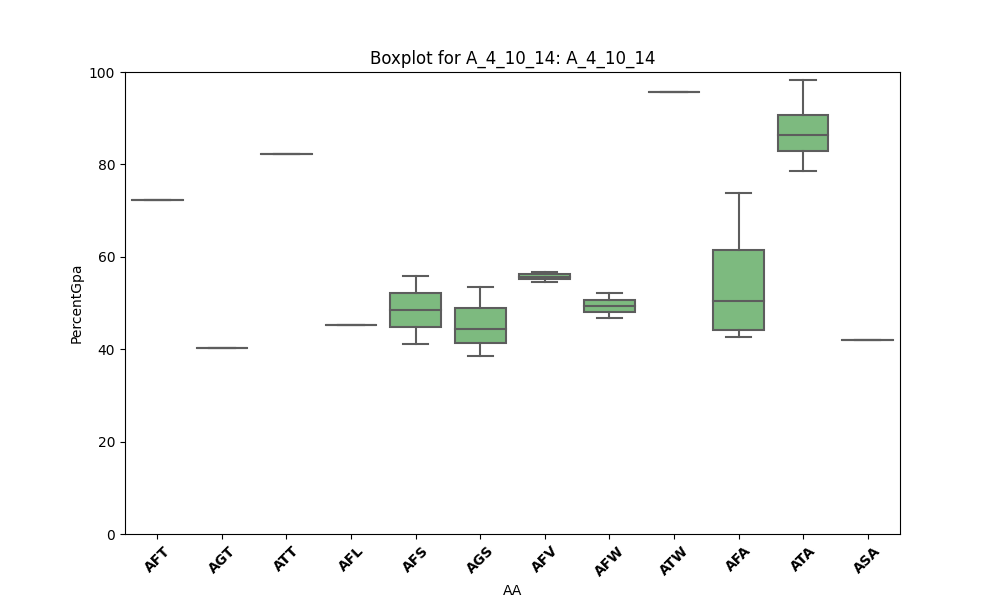 Boxplot for A_4_10_14: A_4_10_14
100
80
60
40
20
0
PercentGpa
AFT AGT ATT AFL AFS AGS AFV AFW ATW AFA ATA ASA
AA